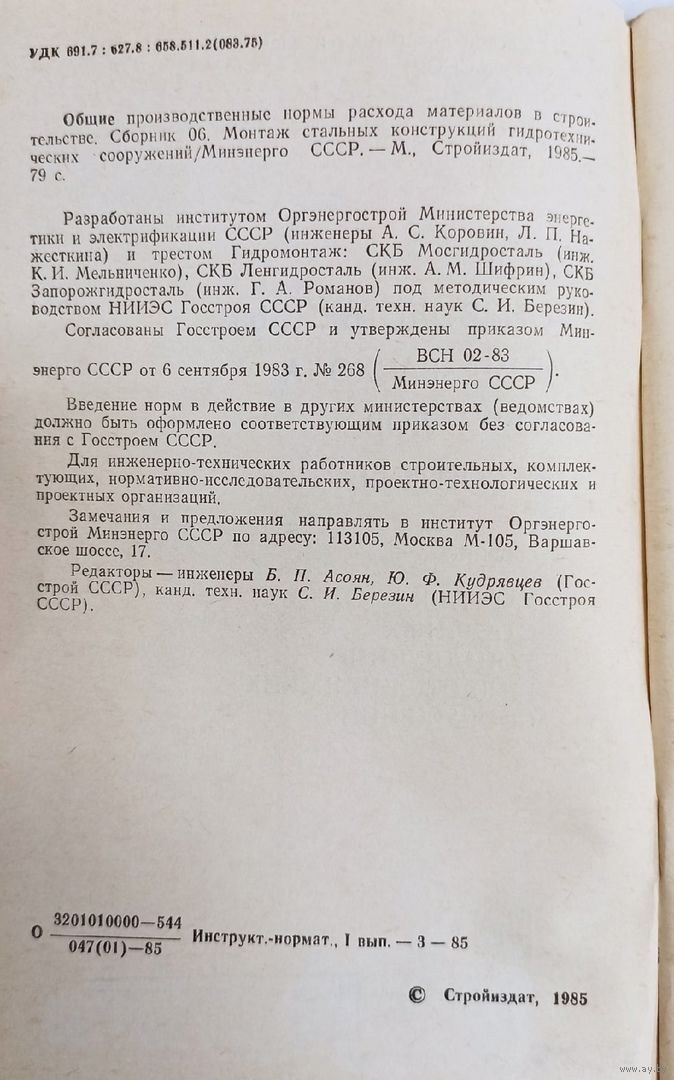 УДК 691.7 : 627.8 : 658.511.2(083.75)
Общие производственные нормы расхода материалов в строи-
тельстве. Сборник 06. Монтаж стальных конструкций гидротехни-
ческих сооружений/Минэнерго СССР. — М., Стройиздат, 1985.—
79 с.
Разработаны институтом Оргэнергострой Министерства энерге-
тики и электрификации СССР (инженеры А. С. Коровин, Л. П. На-
жесткина) и трестом Гидромонтаж: СКБ Мосгидросталь (инж.
К. И. Мельниченко), СКБ Ленгидросталь (инж. А. М. Шифрин), СКБ
Запорожгидросталь (инж. Г. А. Романов) под методическим руко-
водством НИИЭС Госстроя СССР (канд. техн. наук С. И. Березин).
Согласованы Госстроем СССР и утверждены приказом Мин-
энерго СССР от 6 сентября 1983 г. № 268 ( ВСН 02-83 / Минэнерго СССР ).
Введение норм в действие в других министерствах (ведомствах)
должно быть оформлено соответствующим приказом без согласова-
ния с Госстроем СССР.
Для инженерно-технических работников строительных, комплек-
тующих, нормативно-исследовательских, проектно-технологических и
проектных организаций.
Замечания и предложения направлять в институт Оргэнерго-
строй Минэнерго СССР по адресу: 113105, Москва М-105, Варшав-
ское шоссе, 17.
Редакторы — инженеры Б. П. Асоян, Ю. Ф. Кудрявцев (Гос-
строй СССР), канд. техн. наук С. И. Березин (НИИЭС Госстроя
СССР).
О 3201010000—544 / 047(01)—85 Инструкт.-нормат., I вып. — 3 — 85
© Стройиздат, 1985